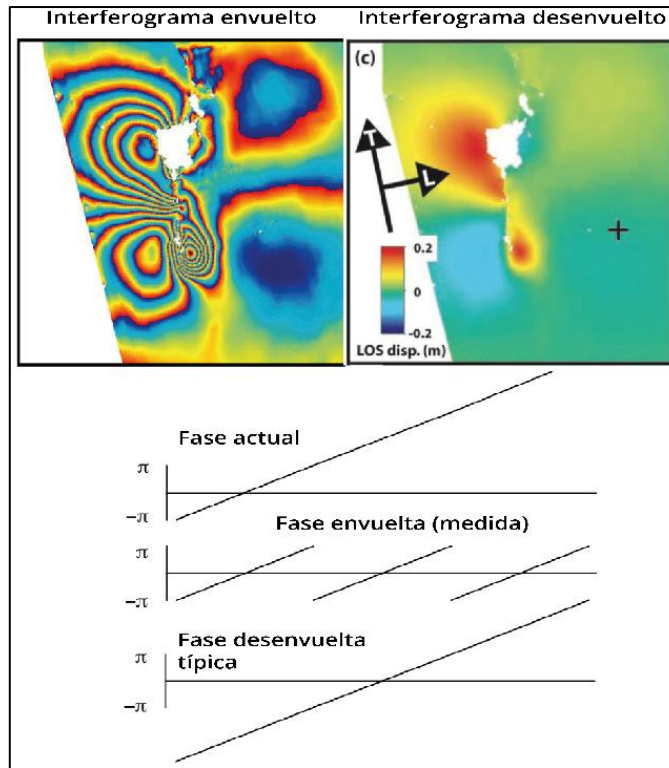 Interferograma envuelto
Interferograma desenvuelto
(c)
T
L
0.2
0
-0.2
LOS disp. (m)
Fase actual
π
−π
Fase envuelta (medida)
π
−π
Fase desenvuelta
típica
π
−π